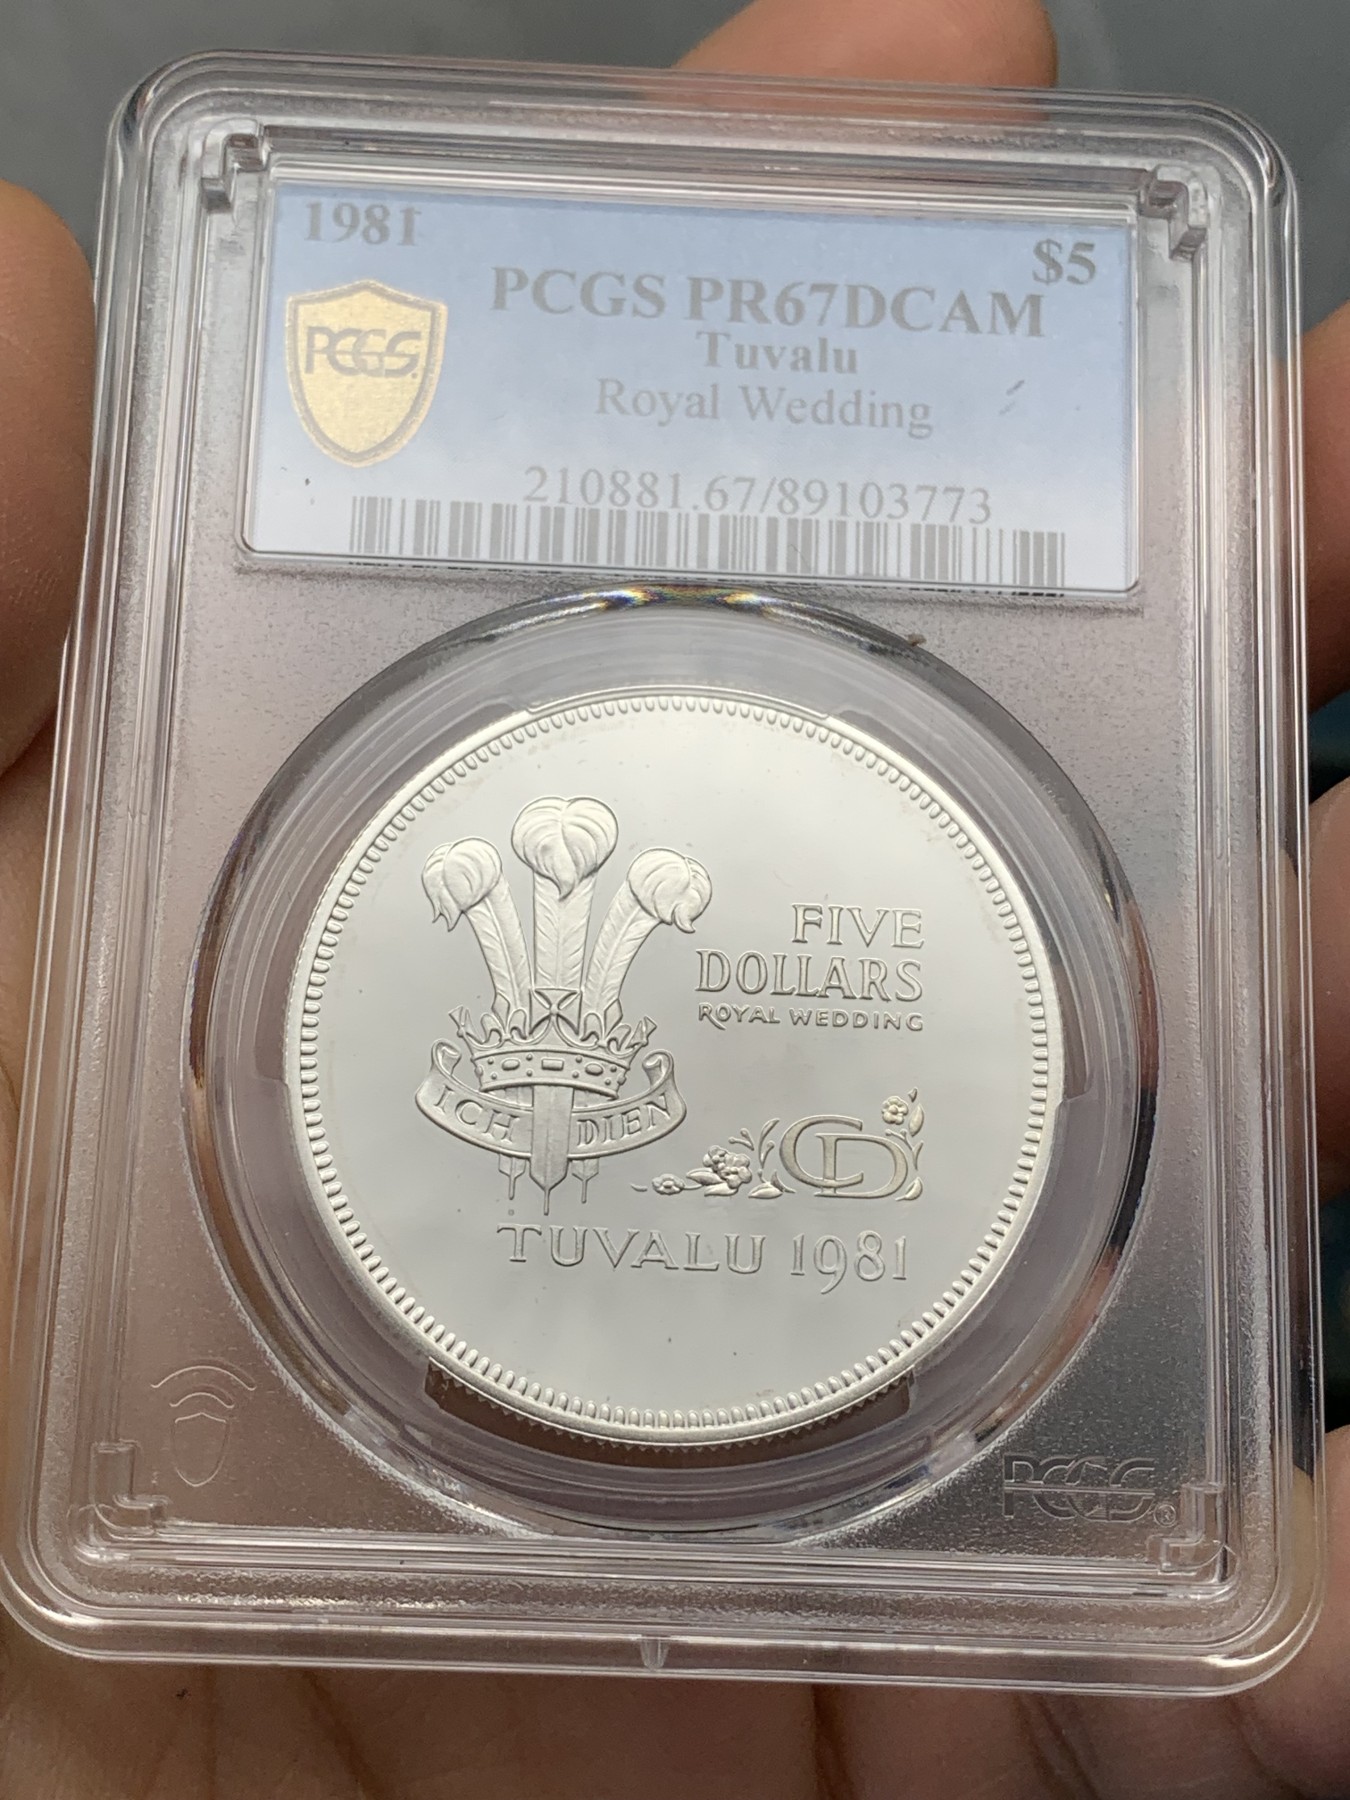 1981
$5
PCGS
PCGS PR67DCAM
Tuvalu
Royal Wedding
210881.67/89103773
FIVE
DOLLARS
ROYAL WEDDING
ICH DIEN
CD
TUVALU 1981
PCGS®